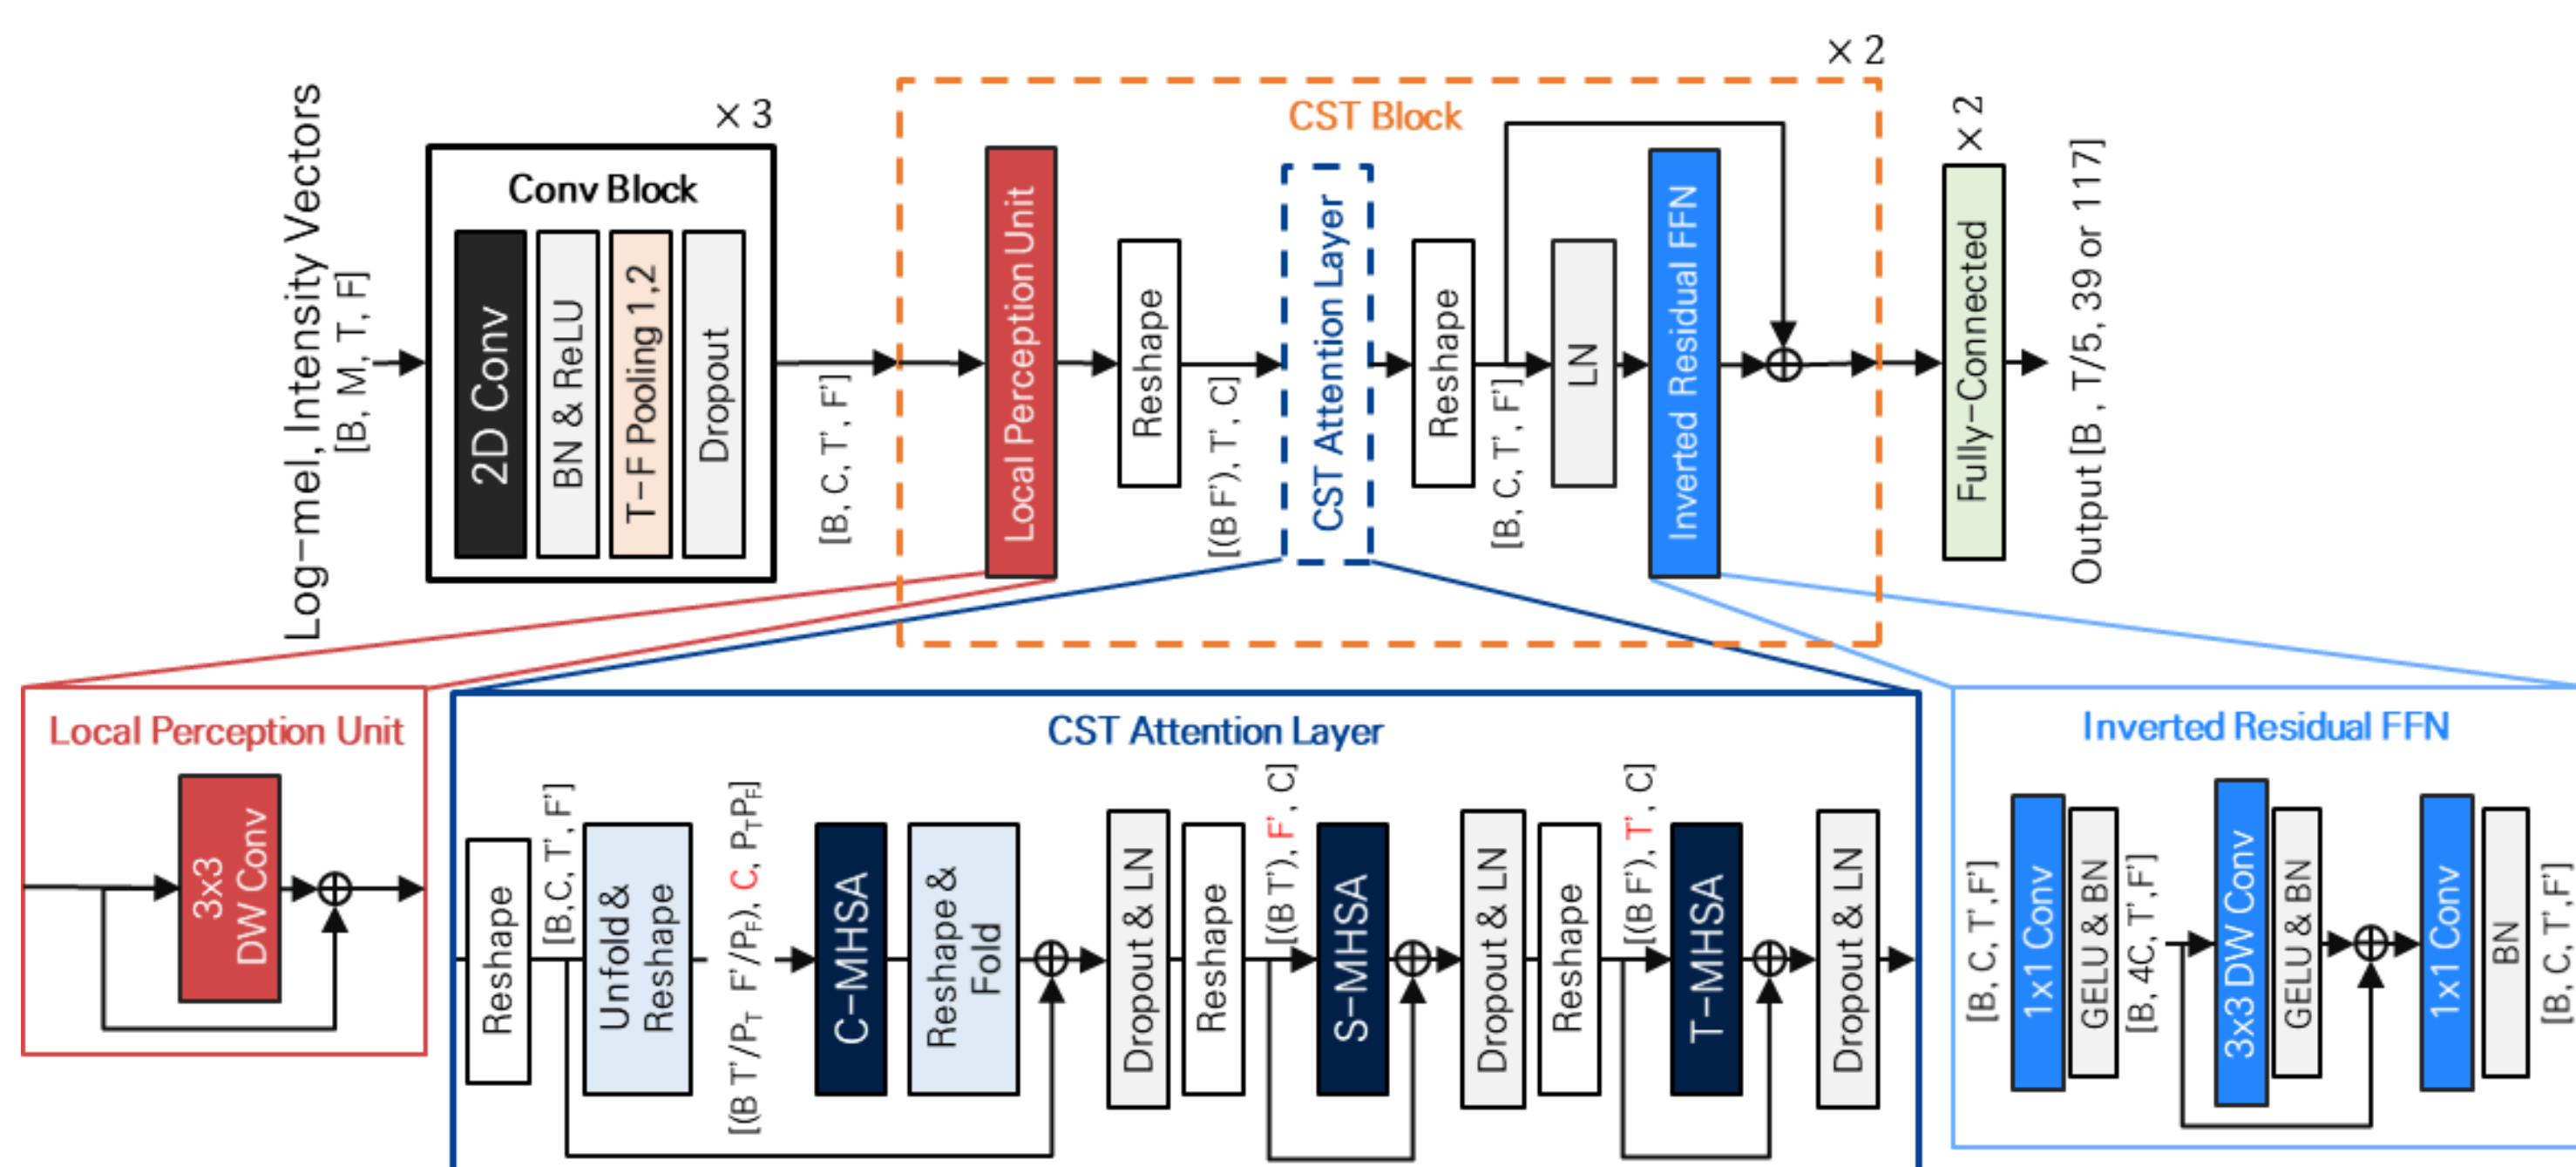 Log-mel, Intensity Vectors
[B, M, T, F]
× 3
Conv Block
2D Conv
BN & ReLU
T-F Pooling 1,2
Dropout
[B, C, T', F']
× 2
CST Block
Local Perception Unit
Reshape
[(B F'), T', C]
CST Attention Layer
Reshape
[B, C, T', F']
LN
Inverted Residual FFN
× 2
Fully-Connected
Output [B , T/5, 39 or 117]
Local Perception Unit
3x3
DW Conv
CST Attention Layer
Reshape
[B,C, T', F']
Unfold &
Reshape
[(B T'/PT F'/PF), C, PTPF]
C-MHSA
Reshape &
Fold
Dropout & LN
Reshape
[(B T'), F', C]
S-MHSA
Dropout & LN
Reshape
[(B F'), T', C]
T-MHSA
Dropout & LN
Inverted Residual FFN
[B, C, T',F']
1x1 Conv
GELU & BN
[B, 4C, T',F']
3x3 DW Conv
GELU & BN
1x1 Conv
BN
[B, C, T',F']